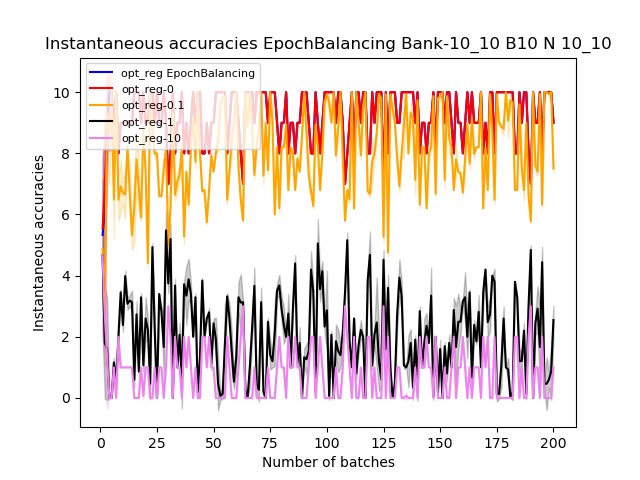 Instantaneous accuracies EpochBalancing Bank-10_10 B10 N 10_10
opt_reg EpochBalancing
opt_reg-0
opt_reg-0.1
opt_reg-1
opt_reg-10
Instantaneous accuracies
10
8
6
4
2
0
0 25 50 75 100 125 150 175 200
Number of batches